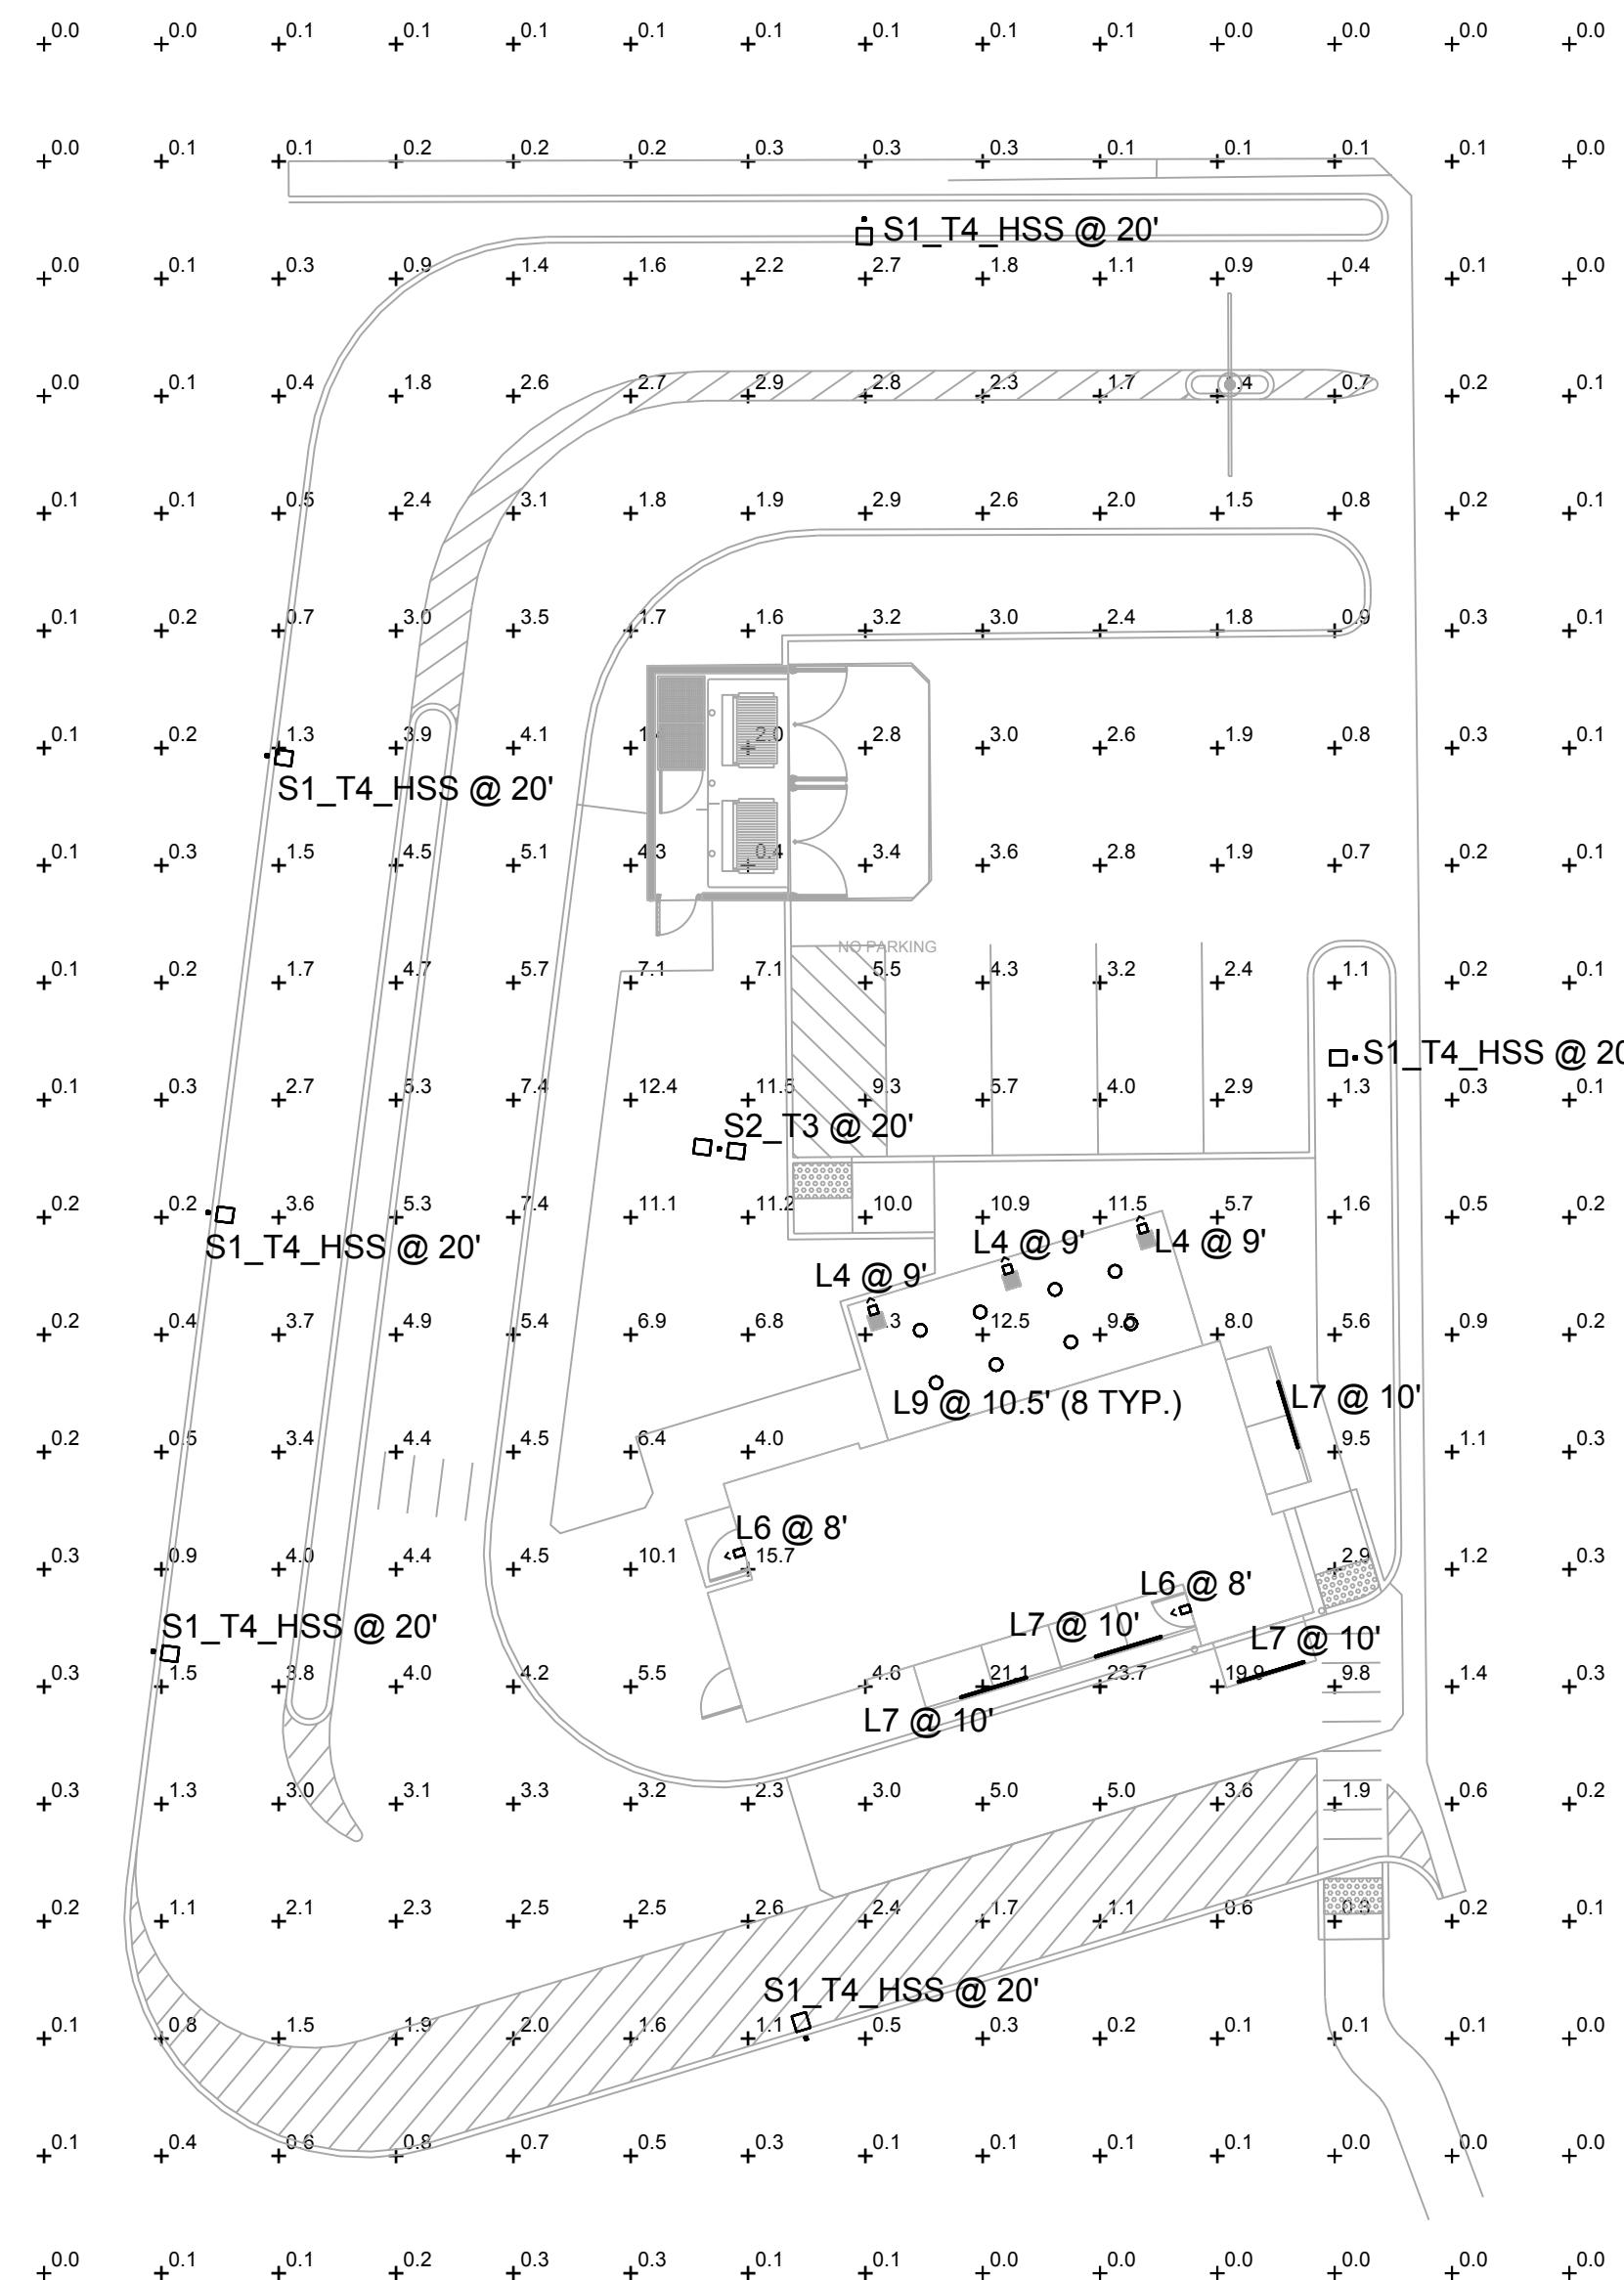 0.0 0.0 0.1 0.1 0.1 0.1 0.1 0.1 0.1 0.1 0.0 0.0 0.0 0.0
0.0 0.1 0.1 0.2 0.2 0.2 0.3 0.3 0.3 0.1 0.1 0.1 0.1 0.0
S1_T4_HSS @ 20'
0.0 0.1 0.3 0.9 1.4 1.6 2.2 2.7 1.8 1.1 0.9 0.4 0.1 0.0
0.0 0.1 0.4 1.8 2.6 2.7 2.9 2.8 2.3 1.7 .4 0.7 0.2 0.1
0.1 0.1 0.5 2.4 3.1 1.8 1.9 2.9 2.6 2.0 1.5 0.8 0.2 0.1
0.1 0.2 0.7 3.0 3.5 1.7 1.6 3.2 3.0 2.4 1.8 0.9 0.3 0.1
0.1 0.2 1.3 3.9 4.1 2.0 2.8 3.0 2.6 1.9 0.8 0.3 0.1
S1_T4_HSS @ 20'
0.1 0.3 1.5 4.5 5.1 4.3 0.4 3.4 3.6 2.8 1.9 0.7 0.2 0.1
NO PARKING
0.1 0.2 1.7 4.7 5.7 7.1 7.1 5.5 4.3 3.2 2.4 1.1 0.2 0.1
S1_T4_HSS @ 20
0.1 0.3 2.7 5.3 7.4 12.4 11.5 9.3 5.7 4.0 2.9 1.3 0.3 0.1
S2_T3 @ 20'
0.2 0.2 3.6 5.3 7.4 11.1 11.2 10.0 10.9 11.5 5.7 1.6 0.5 0.2
S1_T4_HSS @ 20'
L4 @ 9'
L4 @ 9'
L4 @ 9'
0.2 0.4 3.7 4.9 5.4 6.9 6.8 .3 12.5 9.5 8.0 5.6 0.9 0.2
L7 @ 10'
L9 @ 10.5' (8 TYP.)
0.2 0.5 3.4 4.4 4.5 6.4 4.0 9.5 1.1 0.3
L6 @ 8'
0.3 0.9 4.0 4.4 4.5 10.1 15.7 2.9 1.2 0.3
L6 @ 8'
S1_T4_HSS @ 20'
L7 @ 10'
L7 @ 10'
0.3 1.5 3.8 4.0 4.2 5.5 4.6 21.1 23.7 19.9 9.8 1.4 0.3
L7 @ 10'
0.3 1.3 3.0 3.1 3.3 3.2 2.3 3.0 5.0 5.0 3.6 1.9 0.6 0.2
0.2 1.1 2.1 2.3 2.5 2.5 2.6 2.4 1.7 1.1 0.6 0.3 0.2 0.1
S1_T4_HSS @ 20'
0.1 0.8 1.5 1.9 2.0 1.6 1.1 0.5 0.3 0.2 0.1 0.1 0.1 0.0
0.1 0.4 0.6 0.8 0.7 0.5 0.3 0.1 0.1 0.1 0.1 0.0 0.0 0.0
0.0 0.1 0.1 0.2 0.3 0.3 0.1 0.1 0.0 0.0 0.0 0.0 0.0 0.0